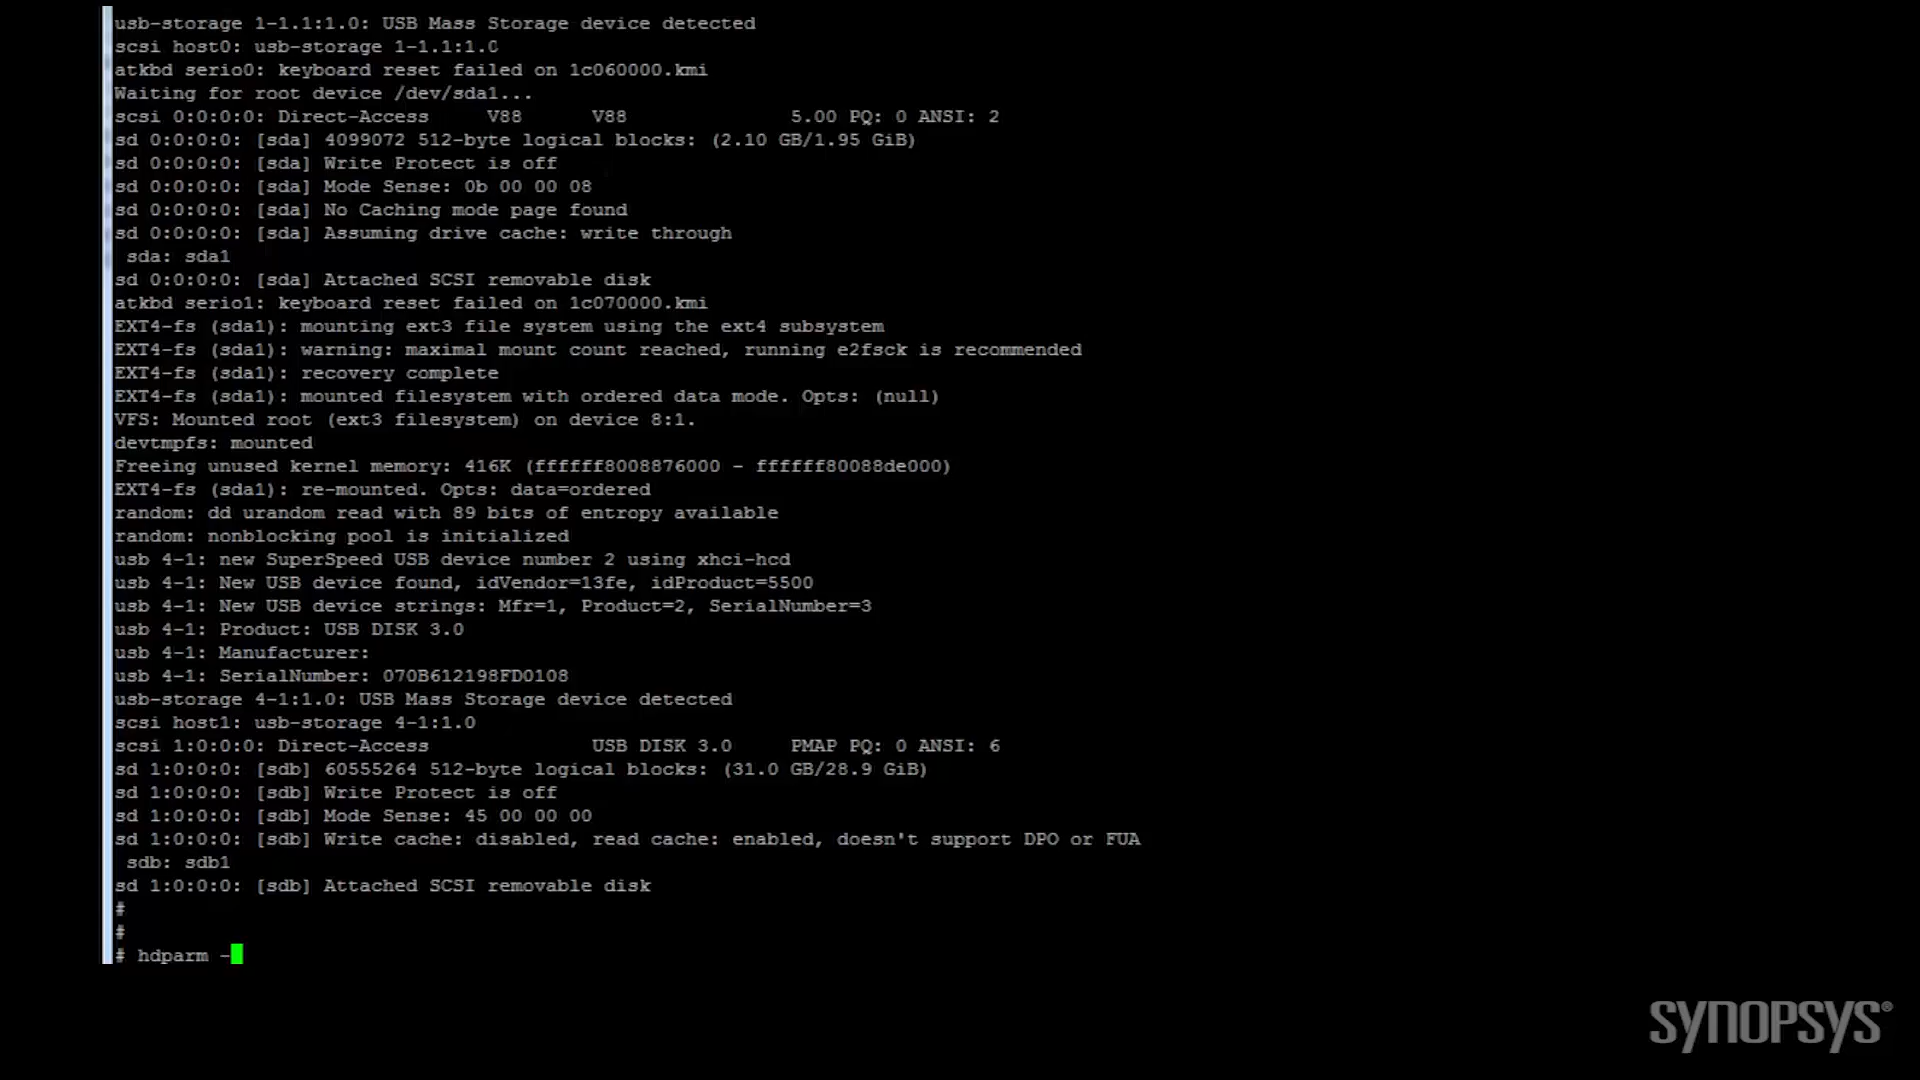 usb-storage 1-1.1:1.0: USB Mass Storage device detected
scsi host0: usb-storage 1-1.1:1.0
atkbd serio0: keyboard reset failed on 1c060000.kmi
Waiting for root device /dev/sda1...
scsi 0:0:0:0: Direct-Access     V88      V88              5.00 PQ: 0 ANSI: 2
sd 0:0:0:0: [sda] 4099072 512-byte logical blocks: (2.10 GB/1.95 GiB)
sd 0:0:0:0: [sda] Write Protect is off
sd 0:0:0:0: [sda] Mode Sense: 0b 00 00 08
sd 0:0:0:0: [sda] No Caching mode page found
sd 0:0:0:0: [sda] Assuming drive cache: write through
 sda: sda1
sd 0:0:0:0: [sda] Attached SCSI removable disk
atkbd serio1: keyboard reset failed on 1c070000.kmi
EXT4-fs (sda1): mounting ext3 file system using the ext4 subsystem
EXT4-fs (sda1): warning: maximal mount count reached, running e2fsck is recommended
EXT4-fs (sda1): recovery complete
EXT4-fs (sda1): mounted filesystem with ordered data mode. Opts: (null)
VFS: Mounted root (ext3 filesystem) on device 8:1.
devtmpfs: mounted
Freeing unused kernel memory: 416K (ffffff8008876000 - ffffff80088de000)
EXT4-fs (sda1): re-mounted. Opts: data=ordered
random: dd urandom read with 89 bits of entropy available
random: nonblocking pool is initialized
usb 4-1: new SuperSpeed USB device number 2 using xhci-hcd
usb 4-1: New USB device found, idVendor=13fe, idProduct=5500
usb 4-1: New USB device strings: Mfr=1, Product=2, SerialNumber=3
usb 4-1: Product: USB DISK 3.0
usb 4-1: Manufacturer:
usb 4-1: SerialNumber: 070B612198FD0108
usb-storage 4-1:1.0: USB Mass Storage device detected
scsi host1: usb-storage 4-1:1.0
scsi 1:0:0:0: Direct-Access              USB DISK 3.0     PMAP PQ: 0 ANSI: 6
sd 1:0:0:0: [sdb] 60555264 512-byte logical blocks: (31.0 GB/28.9 GiB)
sd 1:0:0:0: [sdb] Write Protect is off
sd 1:0:0:0: [sdb] Mode Sense: 45 00 00 00
sd 1:0:0:0: [sdb] Write cache: disabled, read cache: enabled, doesn't support DPO or FUA
 sdb: sdb1
sd 1:0:0:0: [sdb] Attached SCSI removable disk
#
#
# hdparm -
SYNOPSYS®